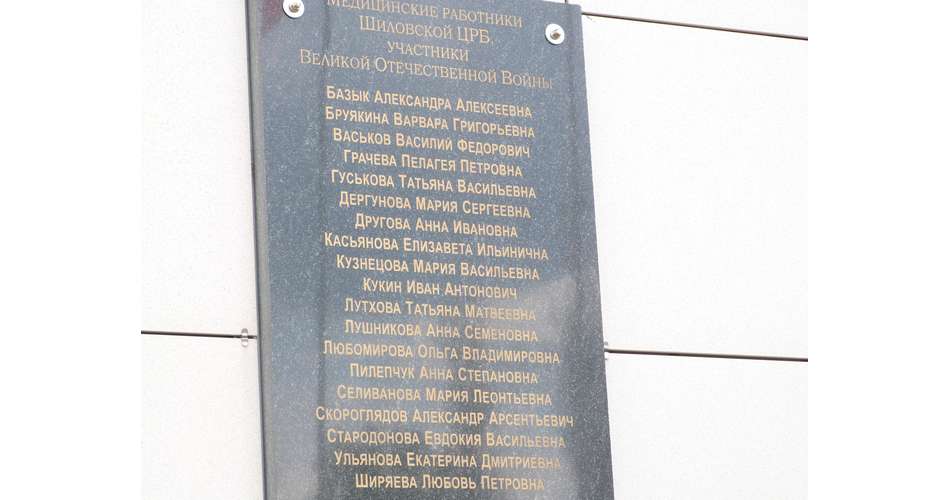 Медицинские работники
Шиловской ЦРБ,
участники
Великой Отечественной Войны
Базык Александра Алексеевна
Бруякина Варвара Григорьевна
Васьков Василий Федорович
Грачева Пелагея Петровна
Гуськова Татьяна Васильевна
Дергунова Мария Сергеевна
Другова Анна Ивановна
Касьянова Елизавета Ильинична
Кузнецова Мария Васильевна
Кукин Иван Антонович
Лутхова Татьяна Матвеевна
Лушникова Анна Семеновна
Любомирова Ольга Владимировна
Пилепчук Анна Степановна
Селиванова Мария Леонтьевна
Скороглядов Александр Арсентьевич
Стародонова Евдокия Васильевна
Ульянова Екатерина Дмитриевна
Ширяева Любовь Петровна